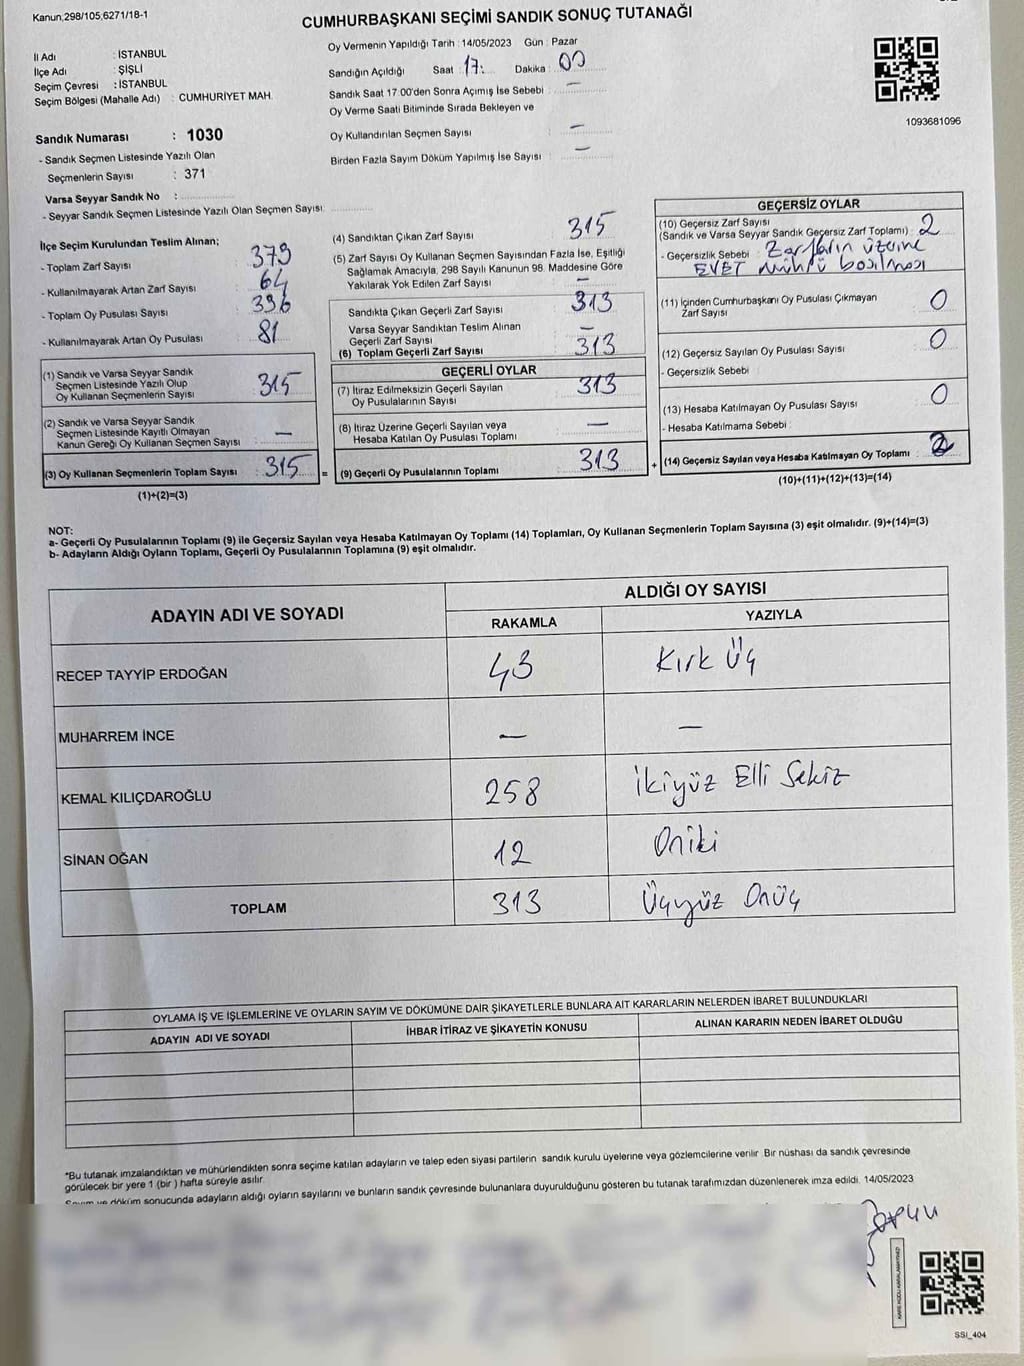 Kanun;298/105;6271/18-1
CUMHURBAŞKANI SEÇİMİ SANDIK SONUÇ TUTANAĞI
İl Adı : İSTANBUL
İlçe Adı : ŞİŞLİ
Seçim Çevresi : İSTANBUL
Seçim Bölgesi (Mahalle Adı) : CUMHURİYET MAH.
Sandık Numarası : 1030
- Sandık Seçmen Listesinde Yazılı Olan
Seçmenlerin Sayısı : 371
Varsa Seyyar Sandık No :
- Seyyar Sandık Seçmen Listesinde Yazılı Olan Seçmen Sayısı:
Oy Vermenin Yapıldığı Tarih : 14/05/2023 Gün : Pazar
Sandığın Açıldığı Saat : 17: Dakika : 00
Sandık Saat 17:00'den Sonra Açımış İse Sebebi : —
Oy Verme Saati Bitiminde Sırada Bekleyen ve
Oy Kullandırılan Seçmen Sayısı : —
Birden Fazla Sayım Döküm Yapılmış İse Sayısı : —
1093681096
İlçe Seçim Kurulundan Teslim Alınan;
- Toplam Zarf Sayısı : 379
- Kullanılmayarak Artan Zarf Sayısı : 64
- Toplam Oy Pusulası Sayısı : 396
- Kullanılmayarak Artan Oy Pusulası : 81
(1) Sandık ve Varsa Seyyar Sandık
Seçmen Listesinde Yazılı Olup
Oy Kullanan Seçmenlerin Sayısı : 315
(2) Sandık ve Varsa Seyyar Sandık
Seçmen Listesinde Kayıtlı Olmayan
Kanun Gereği Oy Kullanan Seçmen Sayısı : —
(3) Oy Kullanan Seçmenlerin Toplam Sayısı : 315 =
(1)+(2)=(3)
(4) Sandıktan Çıkan Zarf Sayısı : 315
(5) Zarf Sayısı Oy Kullanan Seçmen Sayısından Fazla İse, Eşitliği
Sağlamak Amacıyla, 298 Sayılı Kanunun 98. Maddesine Göre
Yakılarak Yok Edilen Zarf Sayısı : —
Sandıkta Çıkan Geçerli Zarf Sayısı : 313
Varsa Seyyar Sandıktan Teslim Alınan
Geçerli Zarf Sayısı : —
(6) Toplam Geçerli Zarf Sayısı : 313
GEÇERLİ OYLAR
(7) İtiraz Edilmeksizin Geçerli Sayılan
Oy Pusulalarının Sayısı : 313
(8) İtiraz Üzerine Geçerli Sayılan veya
Hesaba Katılan Oy Pusulası Toplamı : —
(9) Geçerli Oy Pusulalarının Toplamı : 313 +
GEÇERSİZ OYLAR
(10) Geçersiz Zarf Sayısı
(Sandık ve Varsa Seyyar Sandık Geçersiz Zarf Toplamı) : 2
- Geçersizlik Sebebi : Zarfların üzerine
EVET mührü basılması
(11) İçinden Cumhurbaşkanı Oy Pusulası Çıkmayan
Zarf Sayısı : 0
(12) Geçersiz Sayılan Oy Pusulası Sayısı : 0
- Geçersizlik Sebebi :
(13) Hesaba Katılmayan Oy Pusulası Sayısı : 0
- Hesaba Katılmama Sebebi :
(14) Geçersiz Sayılan veya Hesaba Katılmayan Oy Toplamı : 2
(10)+(11)+(12)+(13)=(14)
NOT:
a- Geçerli Oy Pusulalarının Toplamı (9) ile Geçersiz Sayılan veya Hesaba Katılmayan Oy Toplamı (14) Toplamları, Oy Kullanan Seçmenlerin Toplam Sayısına (3) eşit olmalıdır. (9)+(14)=(3)
b- Adayların Aldığı Oyların Toplamı, Geçerli Oy Pusulalarının Toplamına (9) eşit olmalıdır.
ADAYIN ADI VE SOYADI ALDIĞI OY SAYISI
RAKAMLA YAZIYLA
RECEP TAYYİP ERDOĞAN 43 Kırk Üç
MUHARREM İNCE — —
KEMAL KILIÇDAROĞLU 258 İkiyüz Elli Sekiz
SİNAN OĞAN 12 Oniki
TOPLAM 313 Üçyüz Onüç
OYLAMA İŞ VE İŞLEMLERİNE VE OYLARIN SAYIM VE DÖKÜMÜNE DAİR ŞİKAYETLERLE BUNLARA AİT KARARLARIN NELERDEN İBARET BULUNDUKLARI
ADAYIN ADI VE SOYADI İHBAR İTİRAZ VE ŞİKAYETİN KONUSU ALINAN KARARIN NEDEN İBARET OLDUĞU
*Bu tutanak imzalandıktan ve mühürlendikten sonra seçime katılan adayların ve talep eden siyasi partilerin sandık kurulu üyelerine veya gözlemcilerine verilir. Bir nüshası da sandık çevresinde
görülecek bir yere 1 (bir ) hafta süreyle asılır.
Sayım ve döküm sonucunda adayların aldığı oyların sayılarını ve bunların sandık çevresinde bulunanlara duyurulduğunu gösteren bu tutanak tarafımızdan düzenlenerek imza edildi. 14/05/2023
KARE KODU KARALAMAYINIZ!
SSI_404